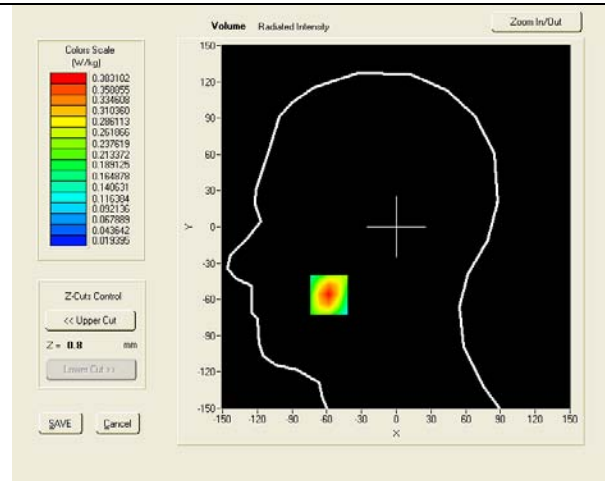 Volume Radiated Intensity
Zoom In/Out
Colors Scale
(W/kg)
0.383102
0.358855
0.334608
0.310360
0.286113
0.261866
0.237619
0.213372
0.189125
0.164878
0.140631
0.116384
0.092136
0.067889
0.043642
0.019395
Z-Cuts Control
<< Upper Cut
Z = 0.8 mm
Lower Cut >>
SAVE Cancel
150
120
90
60
30
0
-30
-60
-90
-120
-150
Y
-150 -120 -90 -60 -30 0 30 60 90 120 150
X